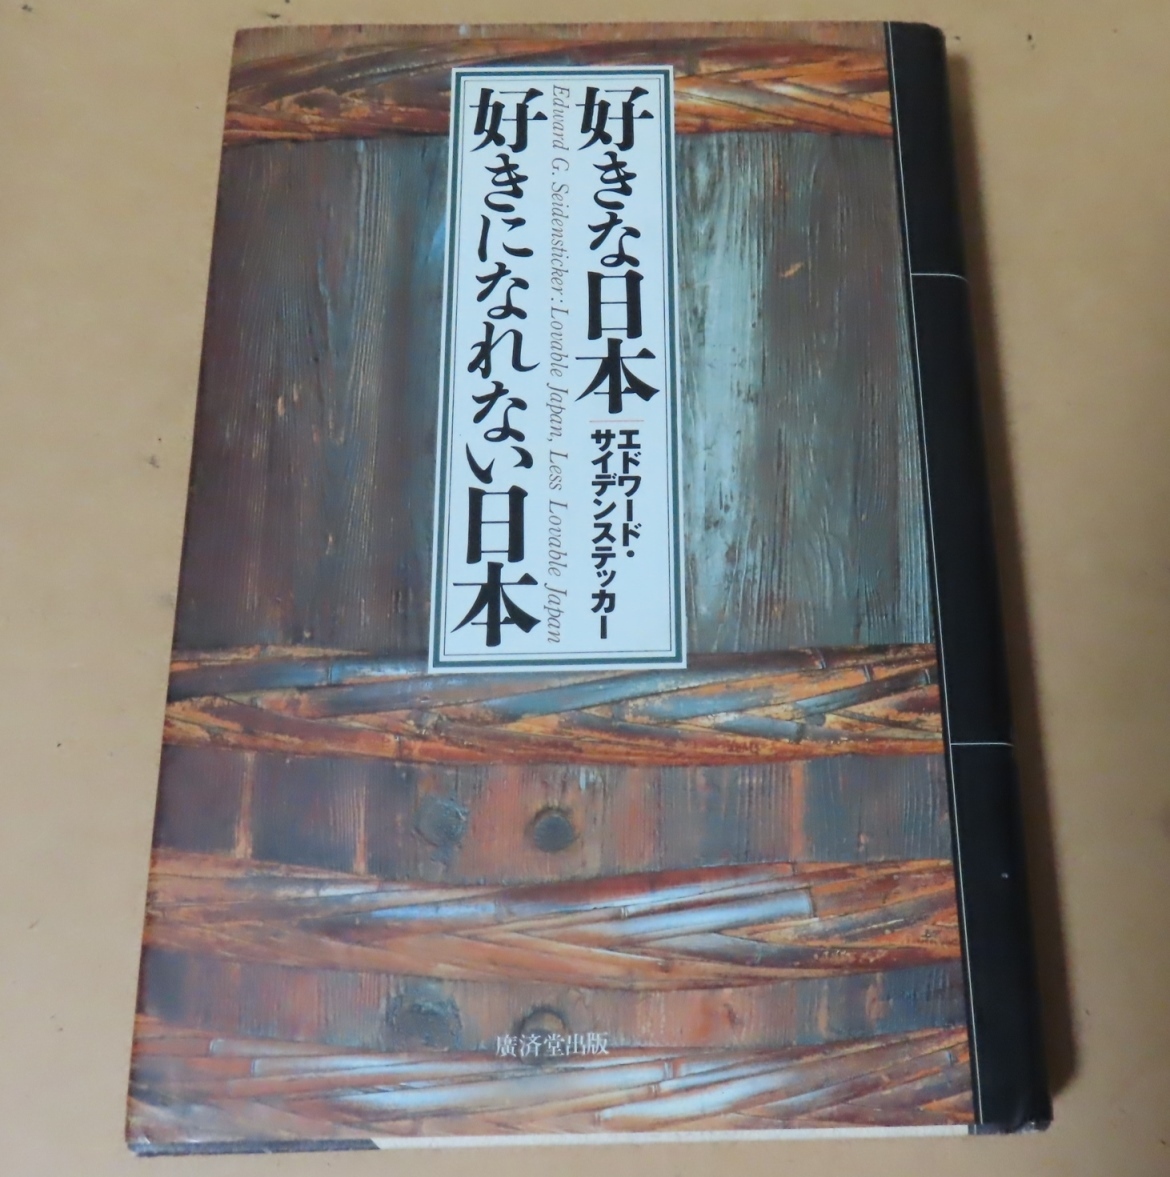 好きな日本
エドワード・
サイデンステッカー
Edward G. Seidensticker: Lovable Japan, Less Lovable Japan
好きになれない日本
廣済堂出版